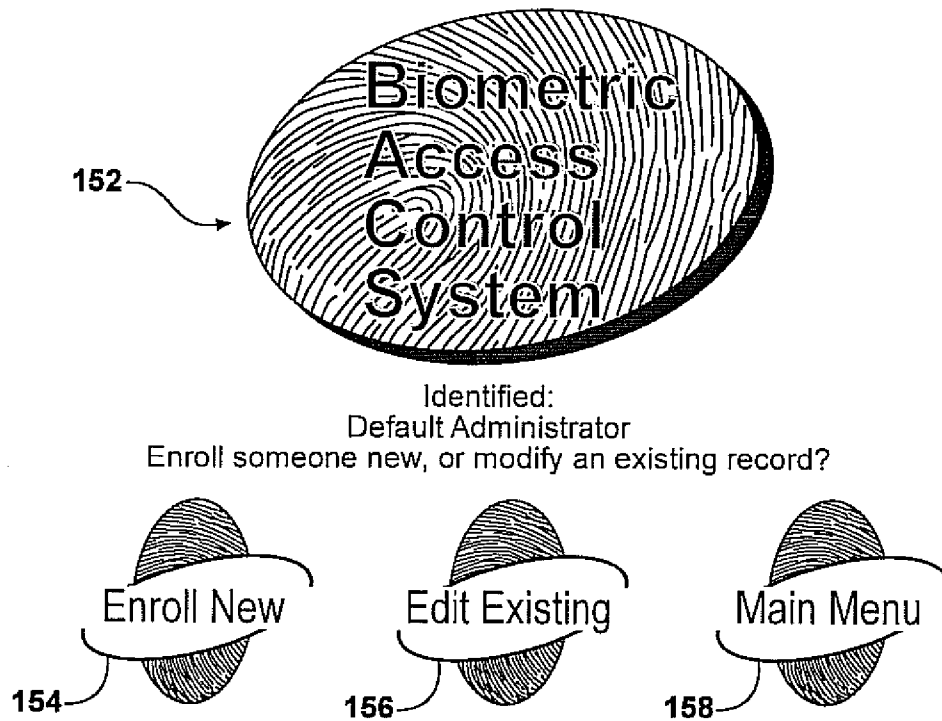 Biometric
Access
152
Control
System
Identified:
Default Administrator
Enroll someone new, or modify an existing record?
Enroll New
Edit Existing
Main Menu
154
156
158